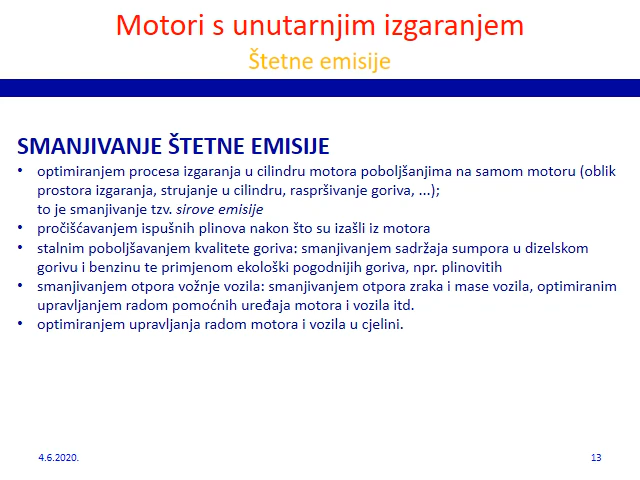 Motori s unutarnjim izgaranjem
Štetne emisije
SMANJIVANJE ŠTETNE EMISIJE
• optimiranjem procesa izgaranja u cilindru motora poboljšanjima na samom motoru (oblik
prostora izgaranja, strujanje u cilindru, raspršivanje goriva, ...);
to je smanjivanje tzv. sirove emisije
• pročišćavanjem ispušnih plinova nakon što su izašli iz motora
• stalnim poboljšavanjem kvalitete goriva: smanjivanjem sadržaja sumpora u dizelskom
gorivu i benzinu te primjenom ekološki pogodnijih goriva, npr. plinovitih
• smanjivanjem otpora vožnje vozila: smanjivanjem otpora zraka i mase vozila, optimiranim
upravljanjem radom pomoćnih uređaja motora i vozila itd.
• optimiranjem upravljanja radom motora i vozila u cjelini.
4.6.2020.
13